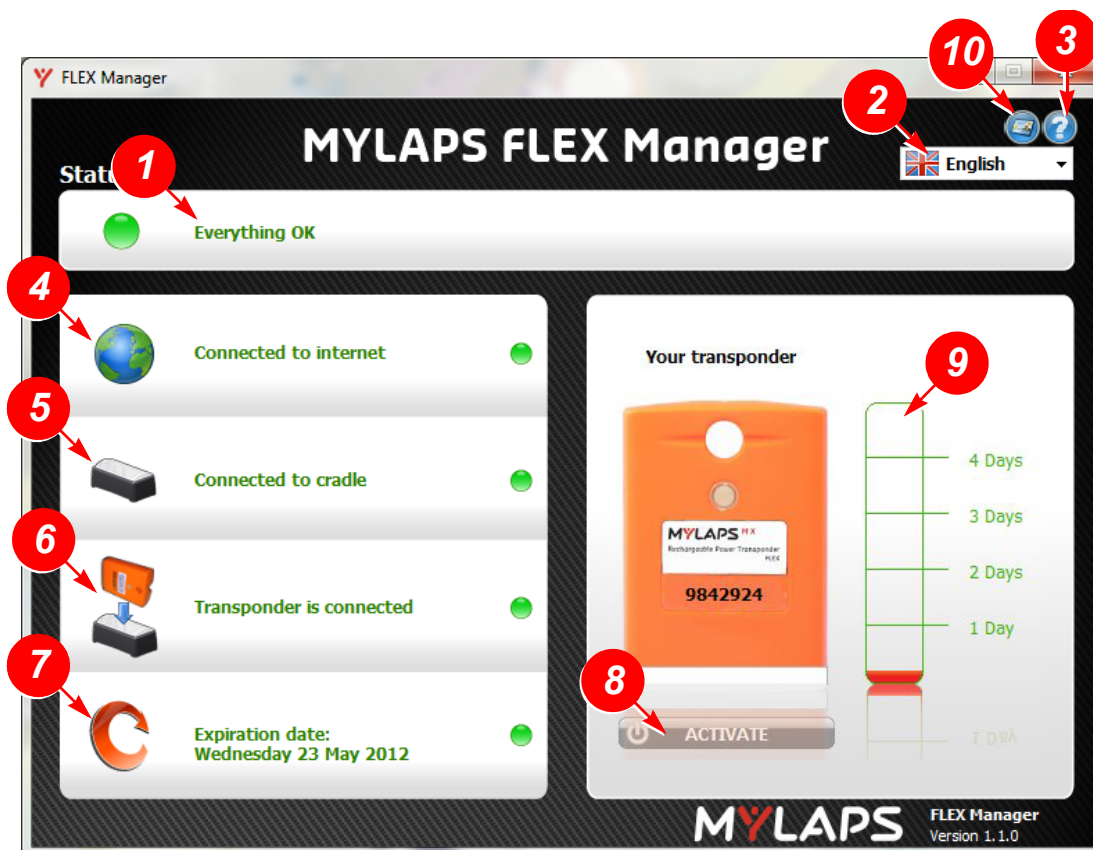 10
3
FLEX Manager
2
MYLAPS FLEX Manager
?
1
English
Everything OK
4
Connected to internet
Your transponder
9
5
4 Days
Connected to cradle
3 Days
MYLAPS MX
6
Rechargeable Power Transponder
FLEX
2 Days
9842924
Transponder is connected
1 Day
7
8
Expiration date:
Wednesday 23 May 2012
ACTIVATE
1 Day
MYLAPS
FLEX Manager
Version 1.1.0